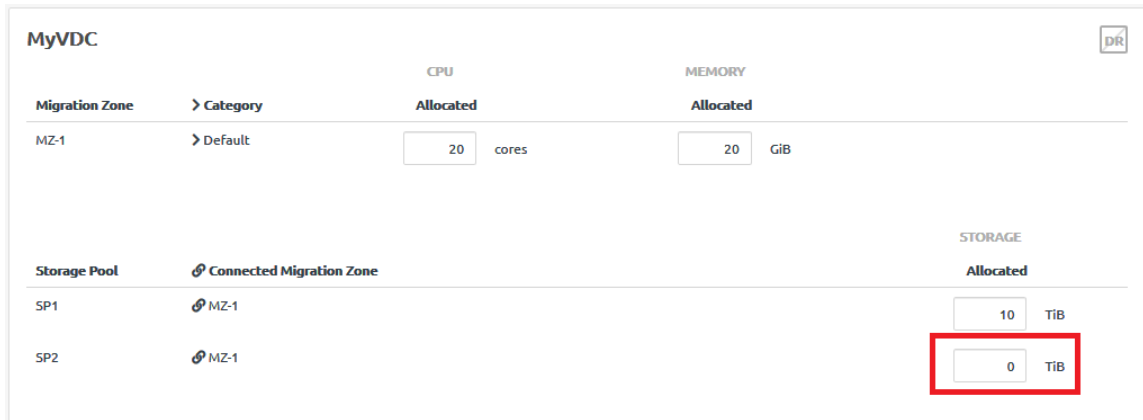 MyVDC
DR
CPU MEMORY
Migration Zone Category Allocated Allocated
MZ-1 Default 20 cores 20 GiB
STORAGE
Storage Pool Connected Migration Zone Allocated
SP1 MZ-1 10 TiB
SP2 MZ-1 0 TiB